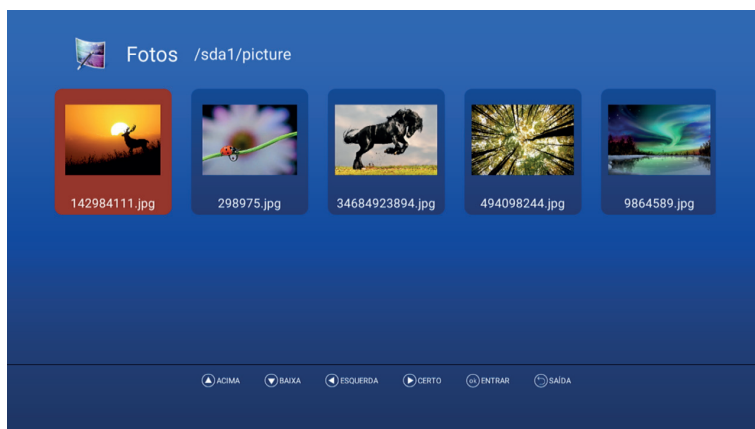 Fotos /sda1/picture
142984111.jpg 298975.jpg 34684923894.jpg 494098244.jpg 9864589.jpg
ACIMA BAIXA ESQUERDA CERTO OK ENTRAR SAÍDA